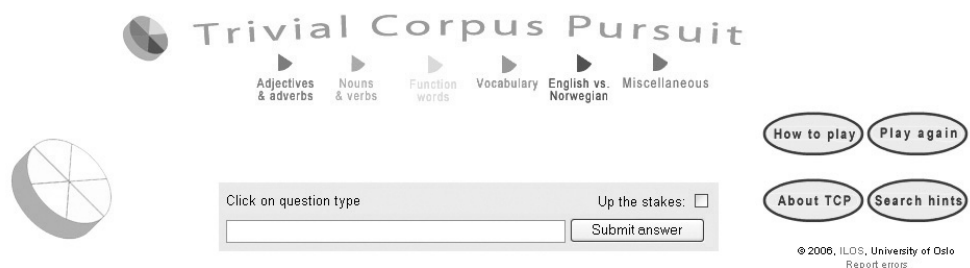 Trivial Corpus Pursuit
Adjectives & adverbs
Nouns & verbs
Function words
Vocabulary
English vs. Norwegian
Miscellaneous
How to play
Play again
Click on question type
Up the stakes:
Submit answer
About TCP
Search hints
© 2006, ILOS, University of Oslo
Report errors